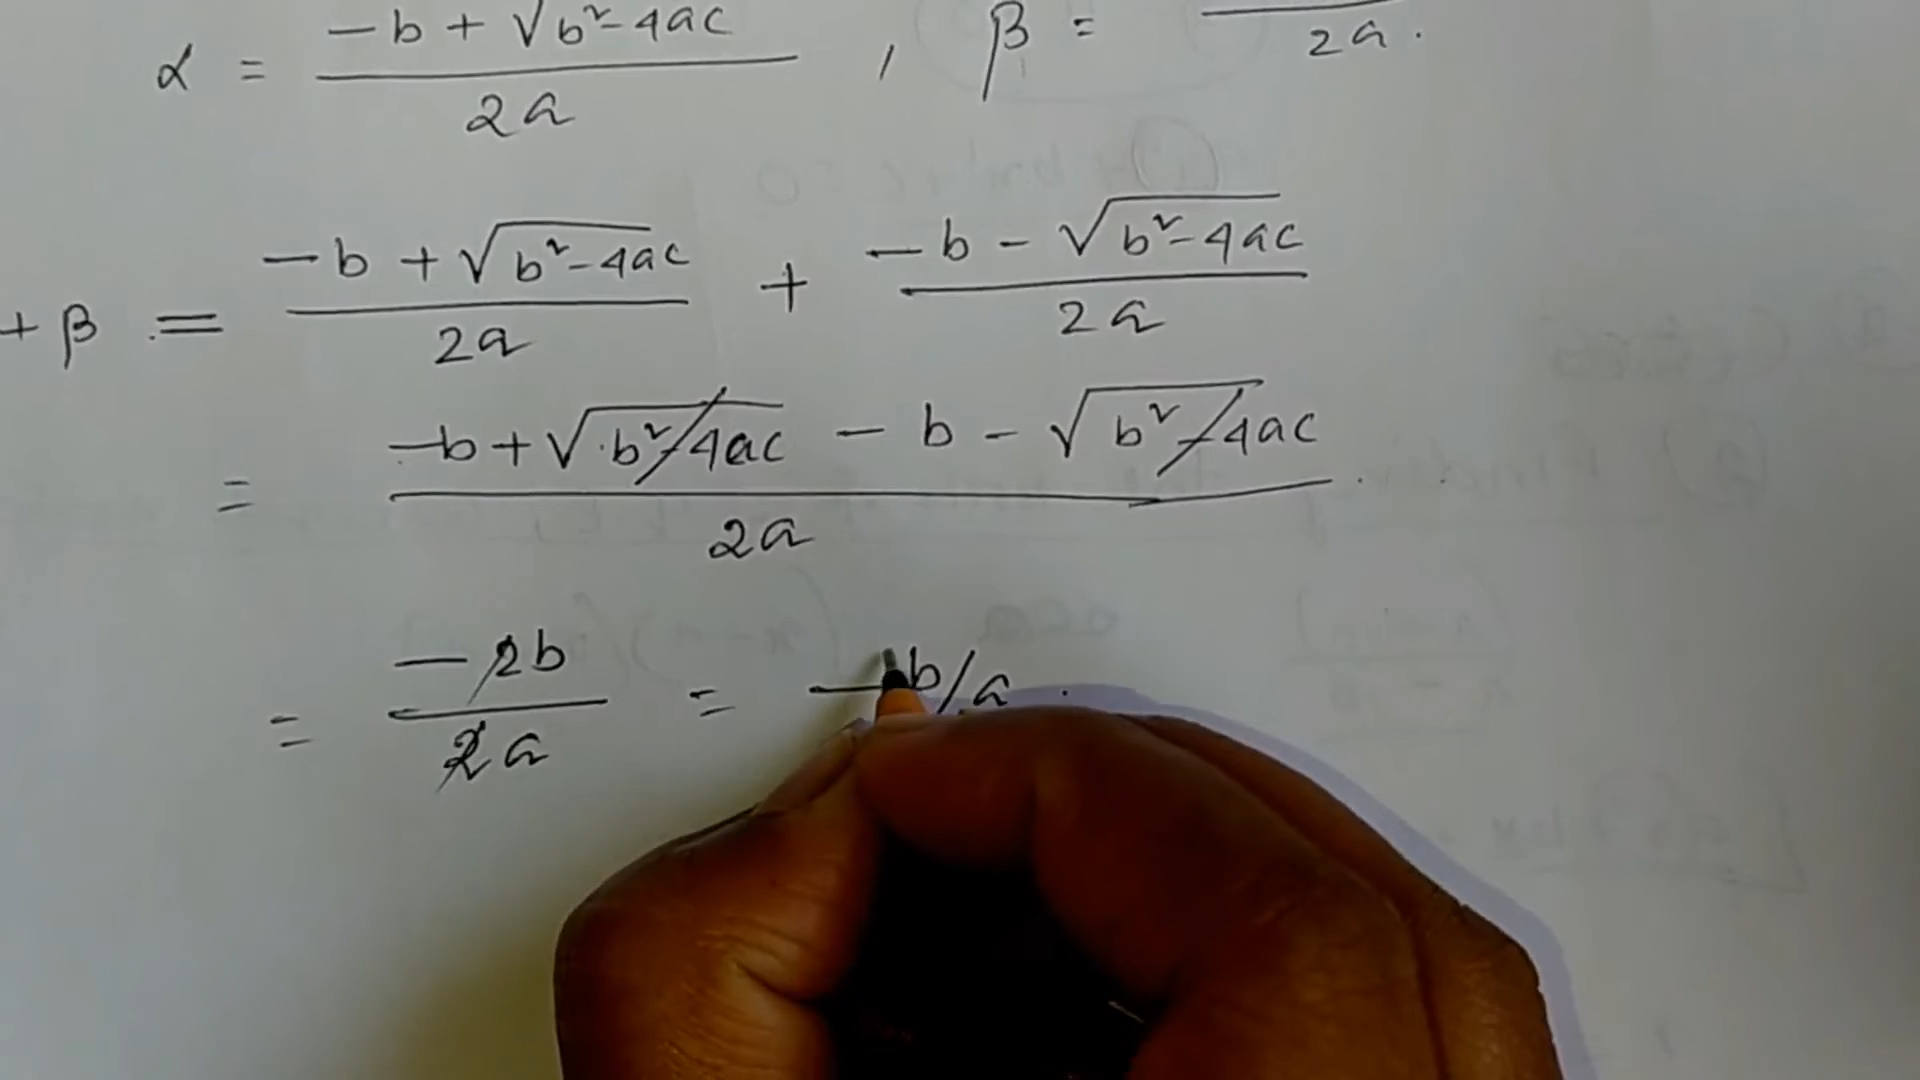 α = (-b + √b²-4ac) / 2a , β = / 2a.
+ β = (-b + √b²-4ac) / 2a + (-b - √b²-4ac) / 2a
= (-b + √b²-4ac - b - √b²-4ac) / 2a
= -2b / 2a = -b/a